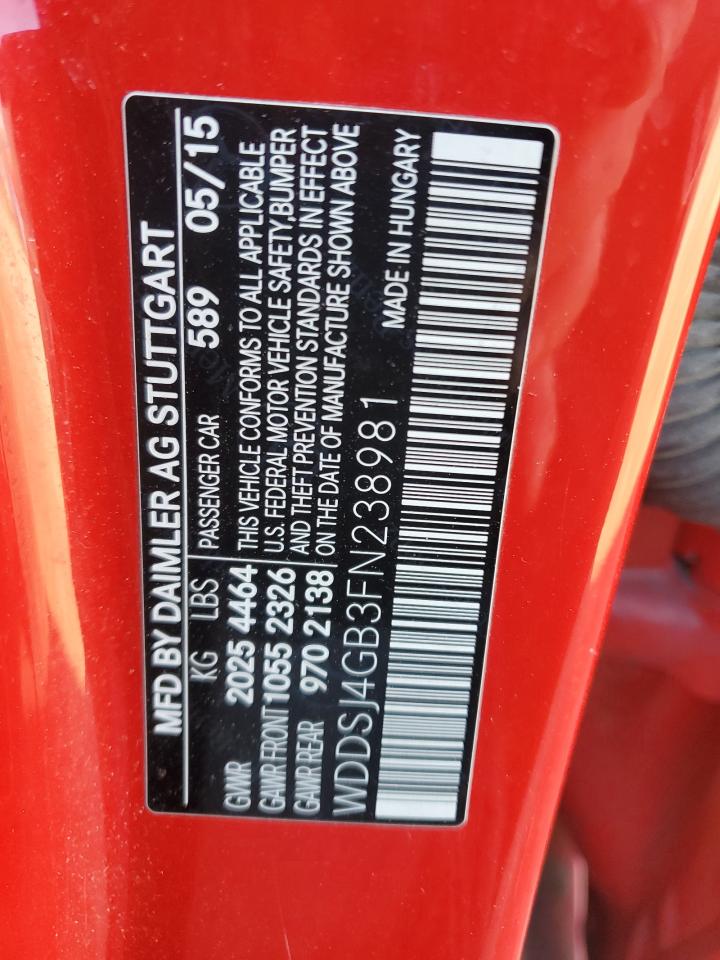 MFD BY DAIMLER AG STUTTGART
KG LBS PASSENGER CAR 589 05/15
GVWR 2025 4464 THIS VEHICLE CONFORMS TO ALL APPLICABLE
GAWR FRONT 1055 2326 U.S. FEDERAL MOTOR VEHICLE SAFETY,BUMPER
GAWR REAR 970 2138 AND THEFT PREVENTION STANDARDS IN EFFECT
ON THE DATE OF MANUFACTURE SHOWN ABOVE
WDDSJ4GB3FN238981 MADE IN HUNGARY